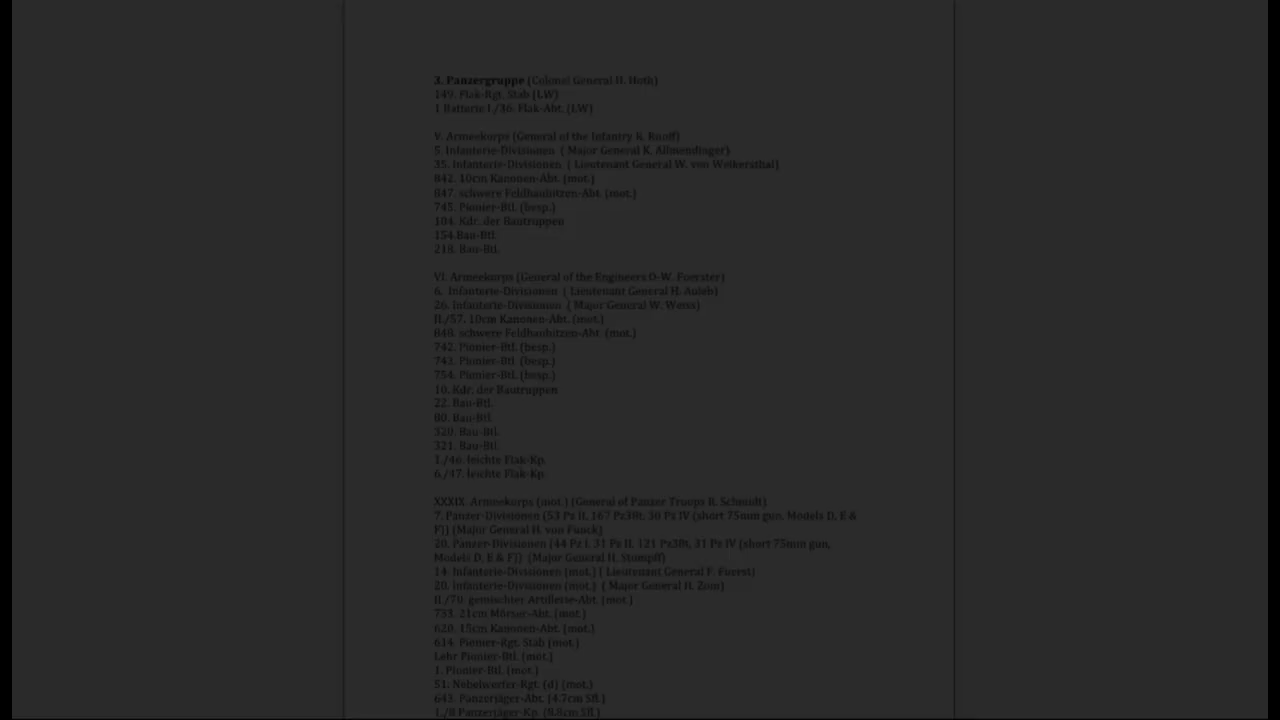 3. Panzergruppe (Colonel General H. Hoth)
149. Flak-Rgt. Stab (LW)
1 Batterie I./36. Flak-Abt. (LW)
V. Armeekorps (General of the Infantry R. Ruoff)
5. Infanterie-Divisionen ( Major General K. Allmendinger)
35. Infanterie-Divisionen ( Lieutenant General W. von Weikersthal)
842. 10cm Kanonen-Abt. (mot.)
847. schwere Feldhaubitzen-Abt. (mot.)
745. Pionier-Btl. (besp.)
104. Kdr. der Bautruppen
154.Bau-Btl.
218. Bau-Btl.
VI. Armeekorps (General of the Engineers O-W. Foerster)
6. Infanterie-Divisionen ( Lieutenant General H. Auleb)
26. Infanterie-Divisionen ( Major General W. Weiss)
II./57. 10cm Kanonen-Abt. (mot.)
848. schwere Feldhaubitzen-Abt. (mot.)
742. Pionier-Btl. (besp.)
743. Pionier-Btl. (besp.)
754. Pionier-Btl. (besp.)
10. Kdr. der Bautruppen
22. Bau-Btl.
80. Bau-Btl.
320. Bau-Btl.
321. Bau-Btl.
1./46. leichte Flak-Kp.
6./47. leichte Flak-Kp.
XXXIX. Armeekorps (mot.) (General of Panzer Troops R. Schmidt)
7. Panzer-Divisionen (53 Pz II, 167 Pz38t, 30 Pz IV (short 75mm gun, Models D, E &
F)) (Major General H. von Funck)
20. Panzer-Divisionen (44 Pz I, 31 Pz II, 121 Pz38t, 31 Pz IV (short 75mm gun,
Models D, E & F)) (Major General H. Stumpff)
14. Infanterie-Divisionen (mot.) ( Lieutenant General F. Fuerst)
20. Infanterie-Divisionen (mot.) ( Major General H. Zorn)
II./70. gemischter Artillerie-Abt. (mot.)
733. 21cm Mörser-Abt. (mot.)
620. 15cm Kanonen-Abt. (mot.)
614. Pionier-Rgt. Stab (mot.)
Lehr Pionier-Btl. (mot.)
1. Pionier-Btl. (mot.)
51. Nebelwerfer-Rgt. (d) (mot.)
643. Panzerjäger-Abt. (4.7cm Sfl.)
1./8 Panzerjäger-Kp. (8.8cm Sfl.)